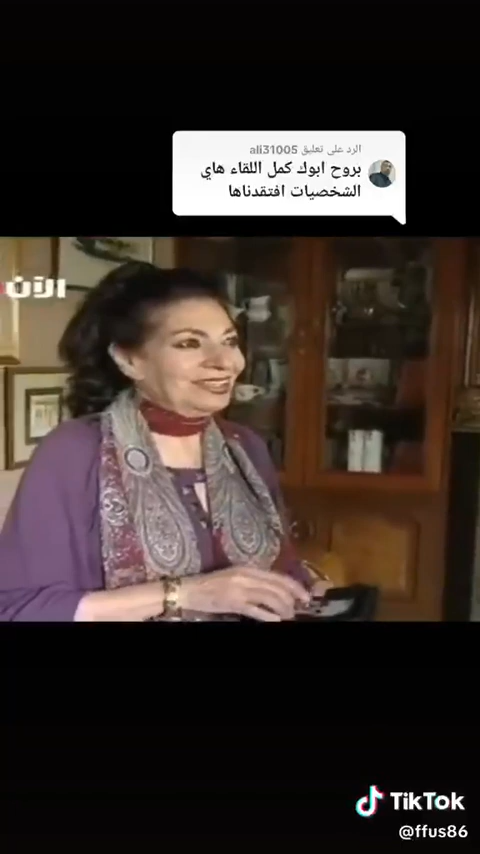 الرد على تعليق ali31005
بروح ابوك كمل اللقاء هاي
الشخصيات افتقدناها
الآن
TikTok
@ffus86